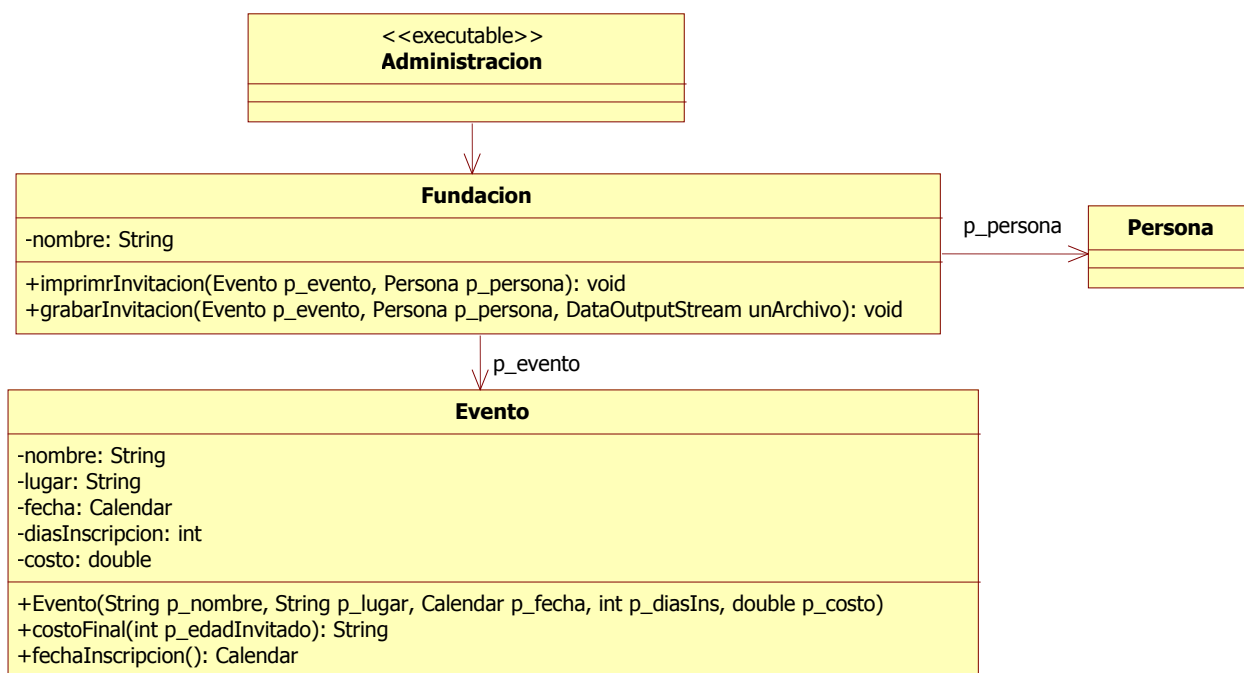 <<executable>>
Administracion
Fundacion
-nombre: String
+imprimrInvitacion(Evento p_evento, Persona p_persona): void
+grabarInvitacion(Evento p_evento, Persona p_persona, DataOutputStream unArchivo): void
p_persona
Persona
p_evento
Evento
-nombre: String
-lugar: String
-fecha: Calendar
-diasInscripcion: int
-costo: double
+Evento(String p_nombre, String p_lugar, Calendar p_fecha, int p_diasIns, double p_costo)
+costoFinal(int p_edadInvitado): String
+fechaInscripcion(): Calendar